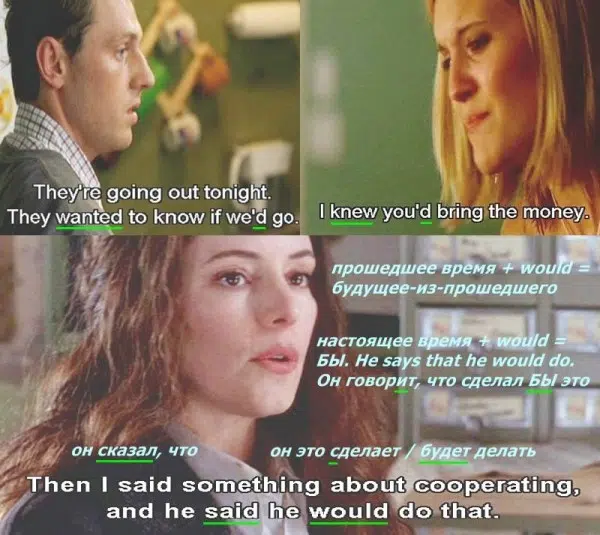 They're going out tonight.
They wanted to know if we'd go.
I knew you'd bring the money.
прошедшее время + would =
будущее-из-прошедшего
настоящее время + would =
БЫ. He says that he would do.
Он говорит, что сделал БЫ это
он сказал, что
он это сделает / будет делать
Then I said something about cooperating,
and he said he would do that.